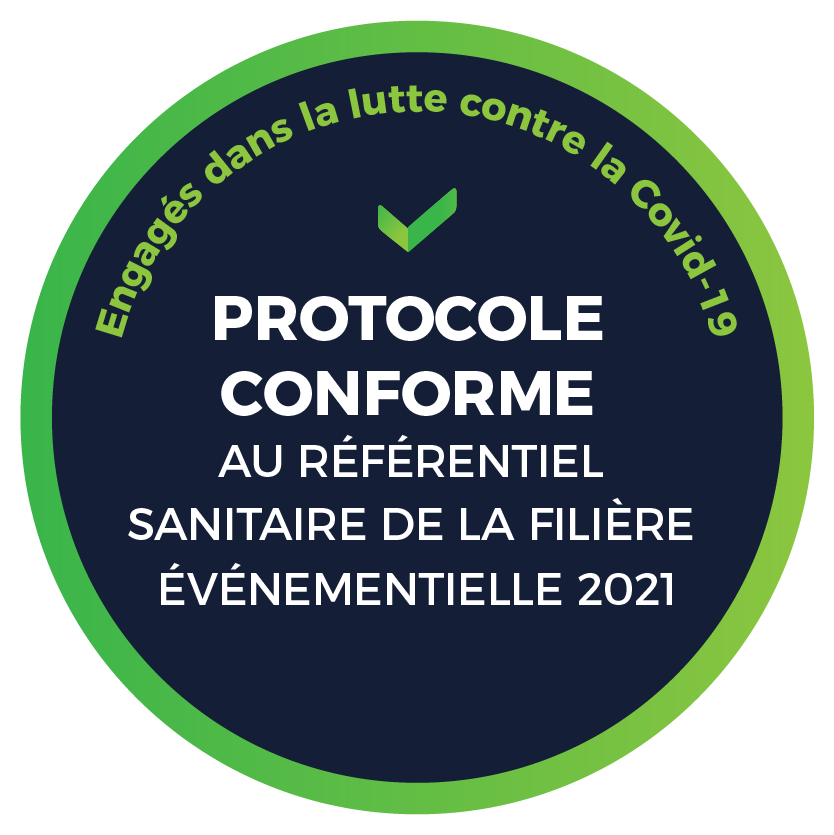 Engagés dans la lutte contre la Covid-19
PROTOCOLE
CONFORME
AU RÉFÉRENTIEL
SANITAIRE DE LA FILIÈRE
ÉVÉNEMENTIELLE 2021